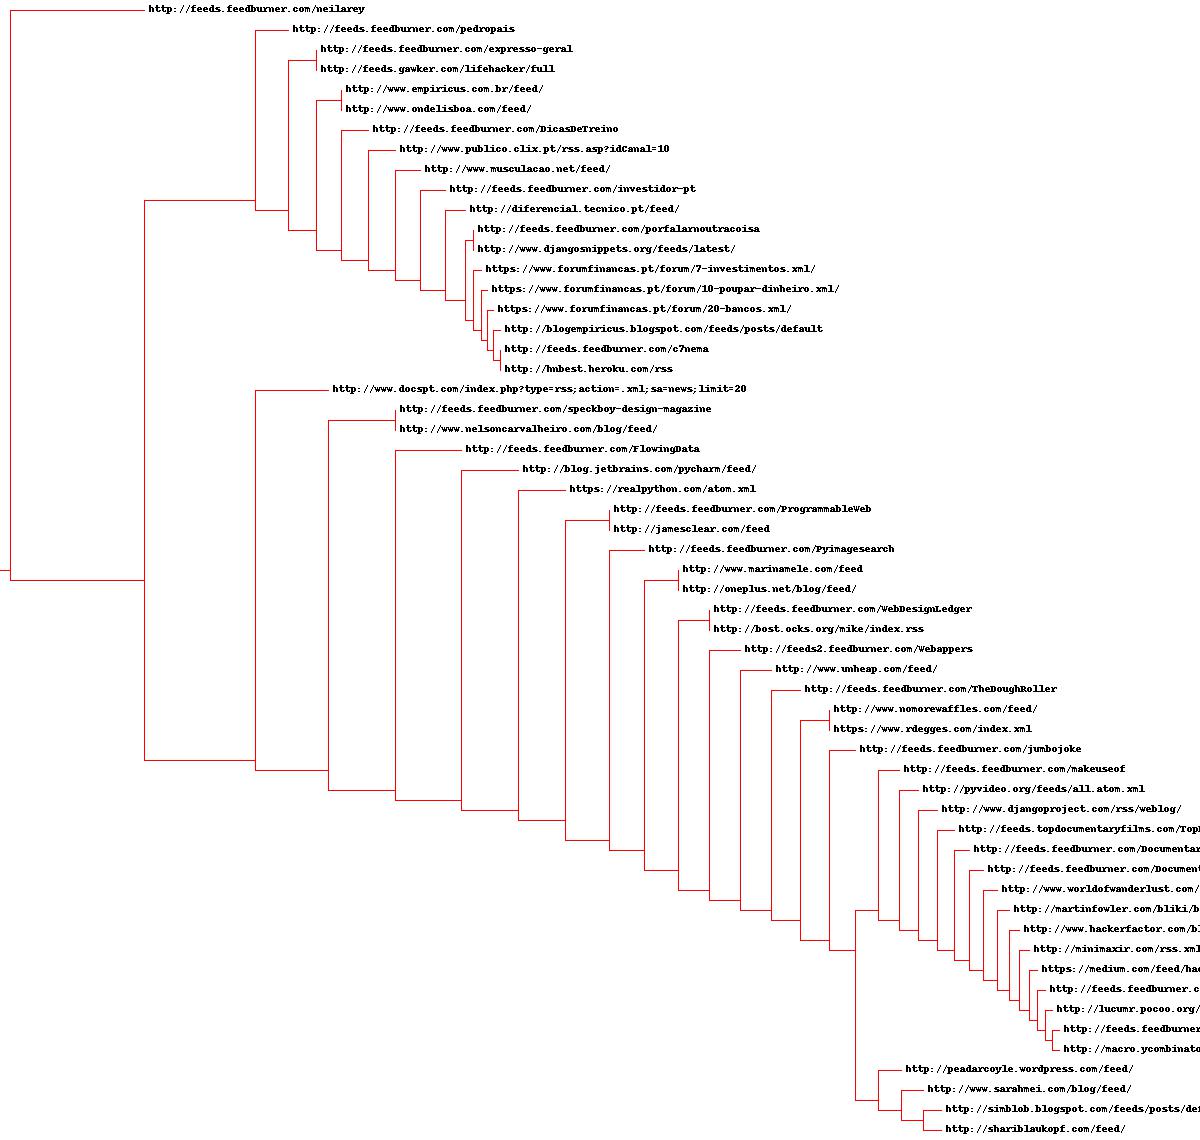 http://feeds.feedburner.com/neilarey
http://feeds.feedburner.com/pedropais
http://feeds.feedburner.com/expresso-geral
http://feeds.gawker.com/lifehacker/full
http://www.empiricus.com.br/feed/
http://www.ondelisboa.com/feed/
http://feeds.feedburner.com/DicasDeTreino
http://www.publico.clix.pt/rss.asp?idCanal=10
http://www.musculacao.net/feed/
http://feeds.feedburner.com/investidor-pt
http://diferencial.tecnico.pt/feed/
http://feeds.feedburner.com/porfalarnoutracoisa
http://www.djangosnippets.org/feeds/latest/
https://www.forumfinancas.pt/forum/7-investimentos.xml/
https://www.forumfinancas.pt/forum/10-poupar-dinheiro.xml/
https://www.forumfinancas.pt/forum/20-bancos.xml/
http://blogempiricus.blogspot.com/feeds/posts/default
http://feeds.feedburner.com/c7nema
http://hnbest.heroku.com/rss
http://www.docspt.com/index.php?type=rss;action=.xml;sa=news;limit=20
http://feeds.feedburner.com/speckboy-design-magazine
http://www.nelsoncarvalheiro.com/blog/feed/
http://feeds.feedburner.com/FlowingData
http://blog.jetbrains.com/pycharm/feed/
https://realpython.com/atom.xml
http://feeds.feedburner.com/ProgrammableWeb
http://jamesclear.com/feed
http://feeds.feedburner.com/Pyimagesearch
http://www.marinamele.com/feed
http://oneplus.net/blog/feed/
http://feeds.feedburner.com/WebDesignLedger
http://bost.ocks.org/mike/index.rss
http://feeds2.feedburner.com/Webappers
http://www.unheap.com/feed/
http://feeds.feedburner.com/TheDoughRoller
http://www.nomorewaffles.com/feed/
https://www.rdegges.com/index.xml
http://feeds.feedburner.com/jumbojoke
http://feeds.feedburner.com/makeuseof
http://pyvideo.org/feeds/all.atom.xml
http://www.djangoproject.com/rss/weblog/
http://feeds.topdocumentaryfilms.com/Top
http://feeds.feedburner.com/Documentar
http://feeds.feedburner.com/Document
http://www.worldofwanderlust.com/
http://martinfowler.com/bliki/b
http://www.hackerfactor.com/bl
http://minimaxir.com/rss.xml
https://medium.com/feed/ha
http://feeds.feedburner.c
http://lucumr.pocoo.org/
http://feeds.feedburner
http://macro.ycombinato
http://peadarcoyle.wordpress.com/feed/
http://www.sarahmei.com/blog/feed/
http://simblob.blogspot.com/feeds/posts/de
http://shariblaukopf.com/feed/